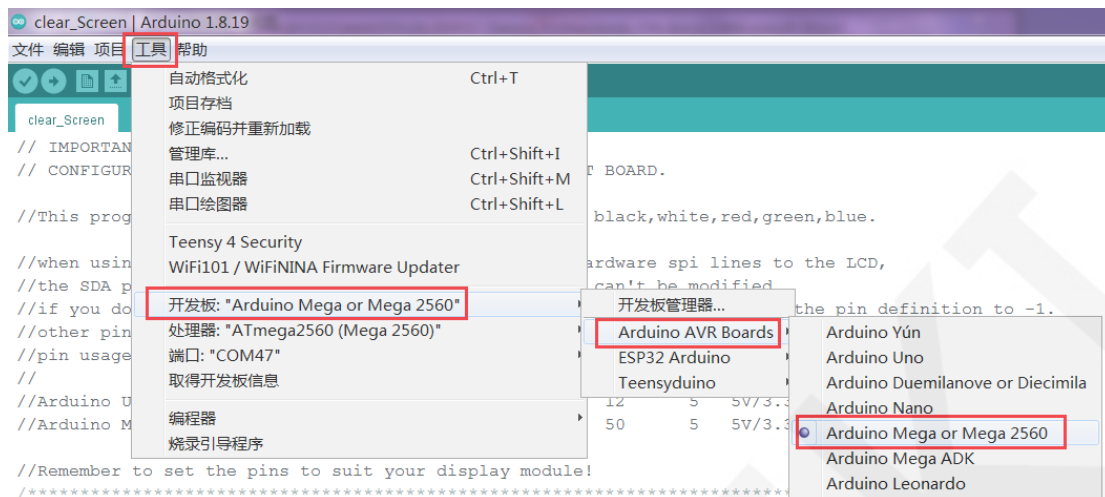 clear_Screen | Arduino 1.8.19
文件 编辑 项目 工具 帮助
自动格式化 Ctrl+T
项目存档
clear_Screen
修正编码并重新加载
// IMPORTAN
管理库... Ctrl+Shift+I
// CONFIGUR T BOARD.
串口监视器 Ctrl+Shift+M
串口绘图器 Ctrl+Shift+L
//This prog black,white,red,green,blue.
Teensy 4 Security
//when usin ardware spi lines to the LCD,
WiFi101 / WiFiNINA Firmware Updater
//the SDA p can't be modified
//if you do the pin definition to -1.
开发板: "Arduino Mega or Mega 2560" 开发板管理器...
//other pin
处理器: "ATmega2560 (Mega 2560)" Arduino AVR Boards Arduino Yún
//pin usage
端口: "COM47" ESP32 Arduino Arduino Uno
//
取得开发板信息 Teensyduino Arduino Duemilanove or Diecimila
//Arduino U 12 5 5V/3.3
Arduino Nano
编程器
//Arduino M 50 5 5V/3.3
Arduino Mega or Mega 2560
烧录引导程序
Arduino Mega ADK
//Remember to set the pins to suit your display module!
Arduino Leonardo